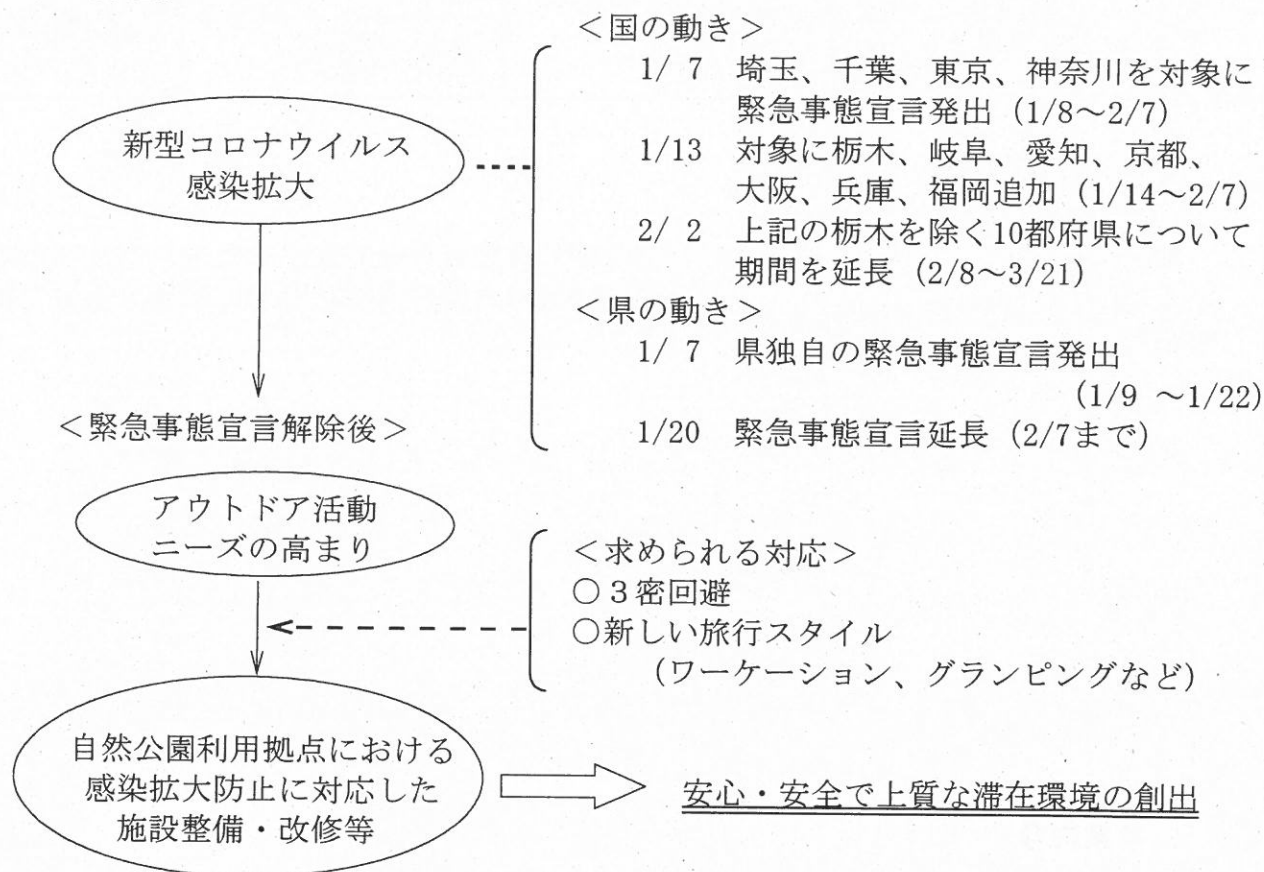 新型コロナウイルス
感染拡大
<国の動き>
1/ 7 埼玉、千葉、東京、神奈川を対象に
緊急事態宣言発出 (1/8～2/7)
1/13 対象に栃木、岐阜、愛知、京都、
大阪、兵庫、福岡追加 (1/14～2/7)
2/ 2 上記の栃木を除く10都府県について
期間を延長 (2/8～3/21)
<県の動き>
1/ 7 県独自の緊急事態宣言発出
(1/9 ～1/22)
1/20 緊急事態宣言延長 (2/7まで)
<緊急事態宣言解除後>
アウトドア活動
ニーズの高まり
<求められる対応>
○3密回避
○新しい旅行スタイル
(ワーケーション、グランピングなど)
自然公園利用拠点における
感染拡大防止に対応した
施設整備・改修等
安心・安全で上質な滞在環境の創出